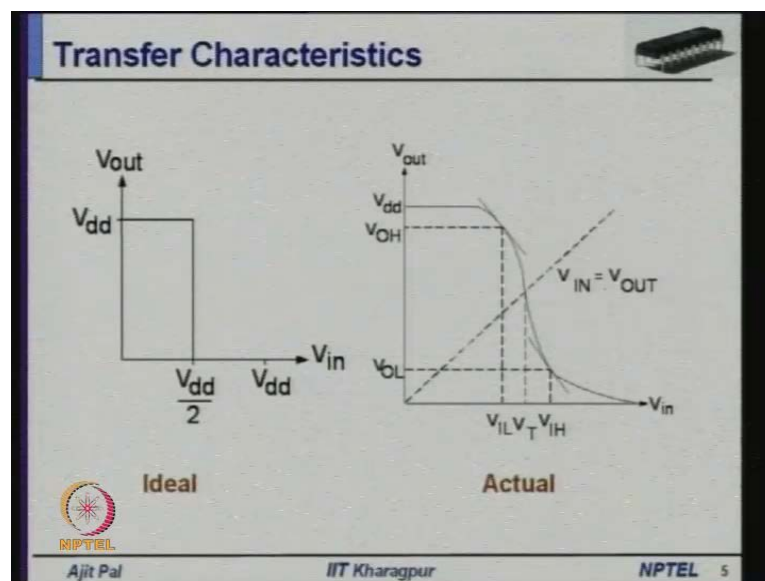 Transfer Characteristics
Vout
Vdd
Vdd/2
Vdd
Vin
Ideal
Vout
Vdd
VOH
VIN = VOUT
VOL
VIL VT VIH
Vin
Actual
NPTEL
Ajit Pal
IIT Kharagpur
NPTEL 5